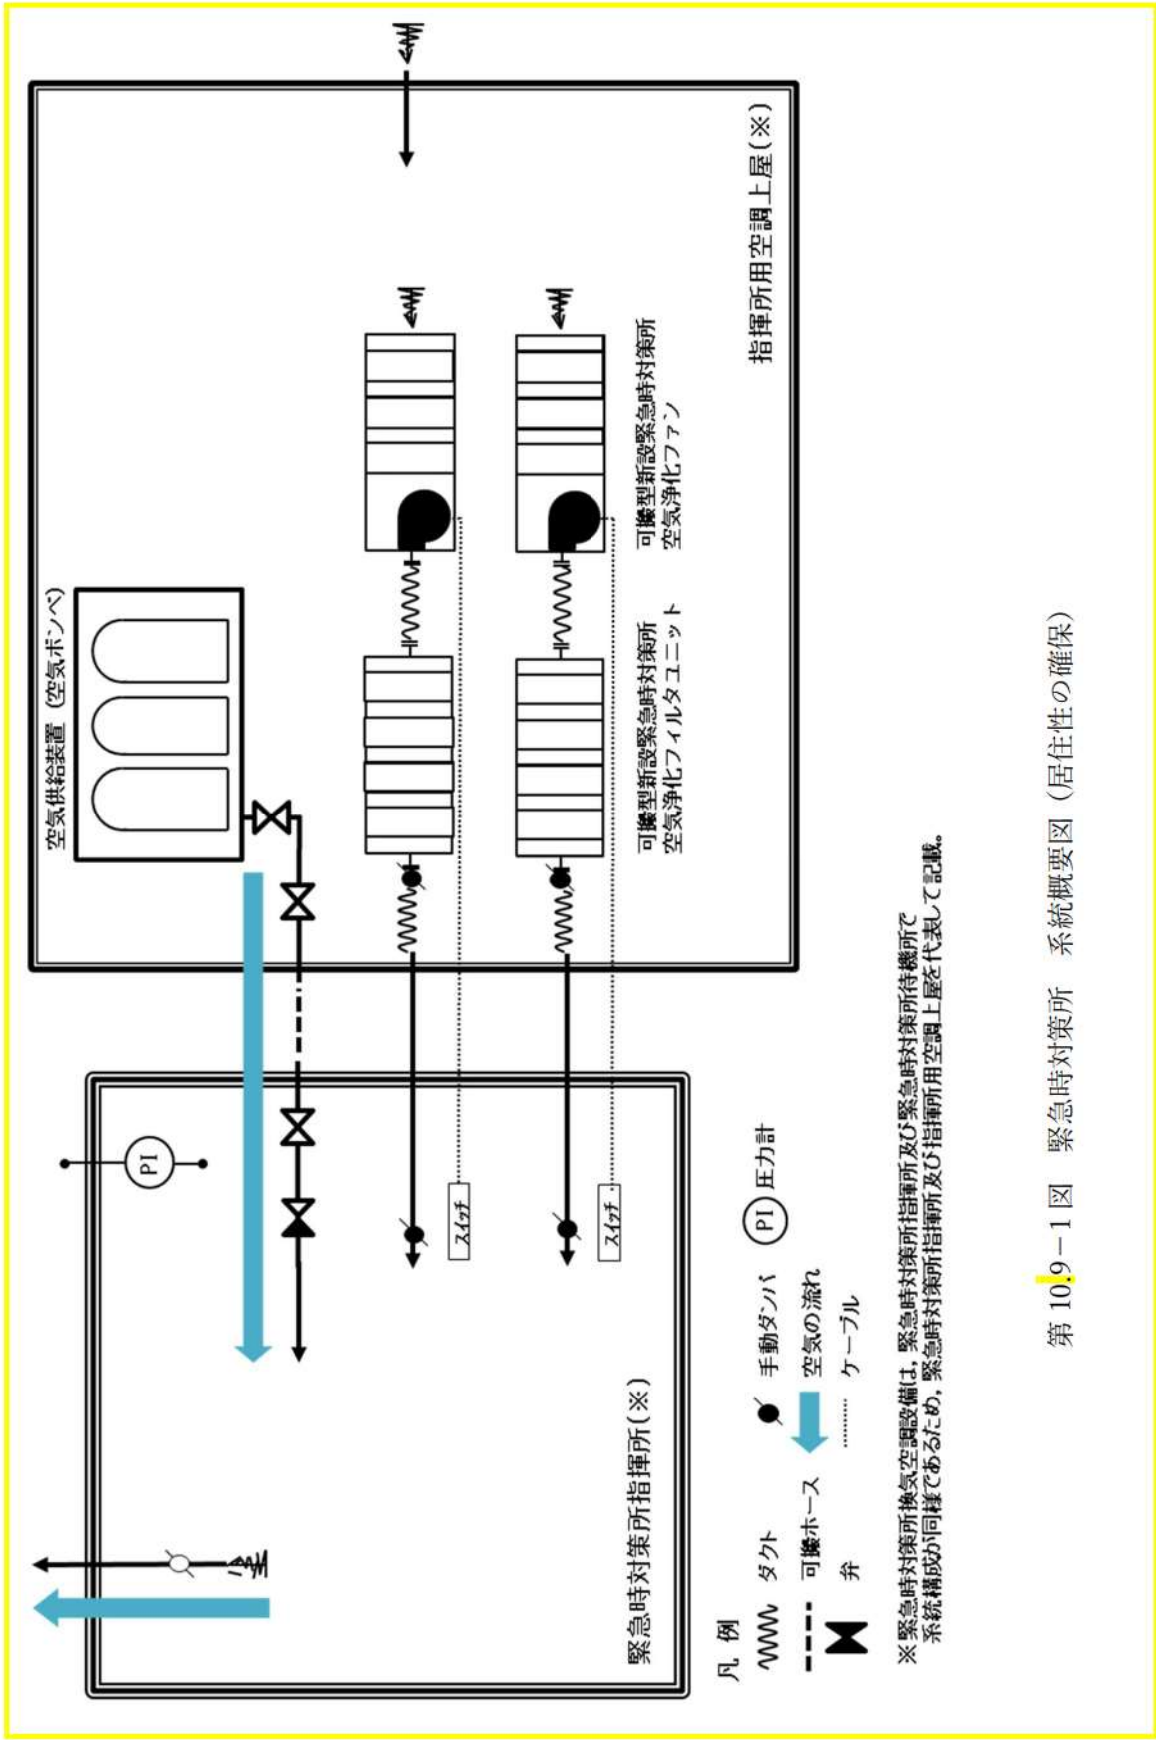 空気供給装置（空気ボンベ）
可搬型新設緊急時対策所
空気浄化フィルタユニット
可搬型新設緊急時対策所
空気浄化ファン
指揮所用空調上屋(※)
PI
スイッチ
スイッチ
緊急時対策所指揮所(※)
凡 例
ダクト
手動ダンパ
PI 圧力計
可搬ホース
空気の流れ
弁
ケーブル
※緊急時対策所換気空調設備は，緊急時対策所指揮所及び緊急時対策所待機所で
系統構成が同様であるため，緊急時対策所指揮所及び指揮所用空調上屋を代表して記載。
第 10.9－1 図　緊急時対策所　系統概要図（居住性の確保）